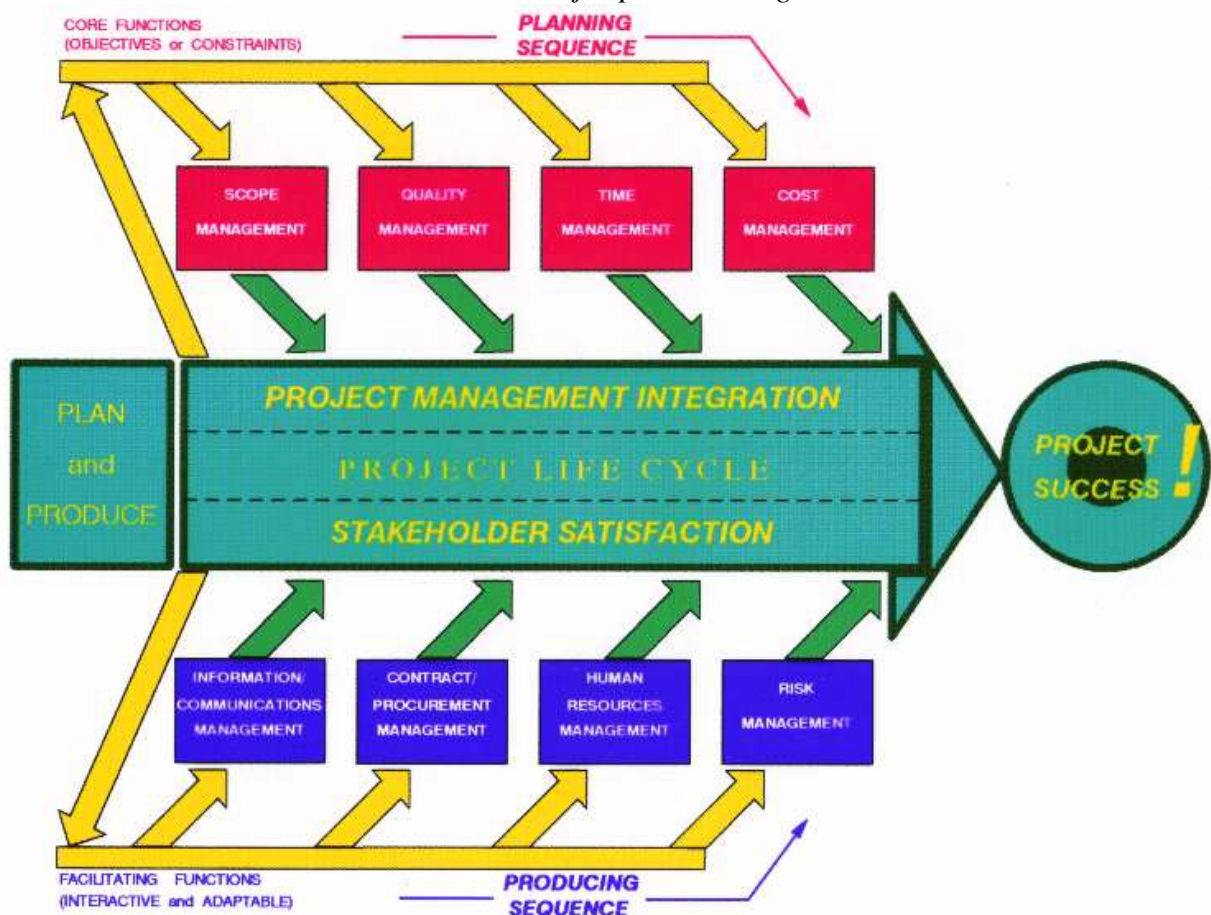 CORE FUNCTIONS
(OBJECTIVES or CONSTRAINTS)
PLANNING
SEQUENCE
SCOPE
MANAGEMENT
QUALITY
MANAGEMENT
TIME
MANAGEMENT
COST
MANAGEMENT
PLAN
and
PRODUCE
PROJECT MANAGEMENT INTEGRATION
PROJECT LIFE CYCLE
STAKEHOLDER SATISFACTION
PROJECT
SUCCESS !
INFORMATION/
COMMUNICATIONS
MANAGEMENT
CONTRACT/
PROCUREMENT
MANAGEMENT
HUMAN
RESOURCES
MANAGEMENT
RISK
MANAGEMENT
FACILITATING FUNCTIONS
(INTERACTIVE and ADAPTABLE)
PRODUCING
SEQUENCE